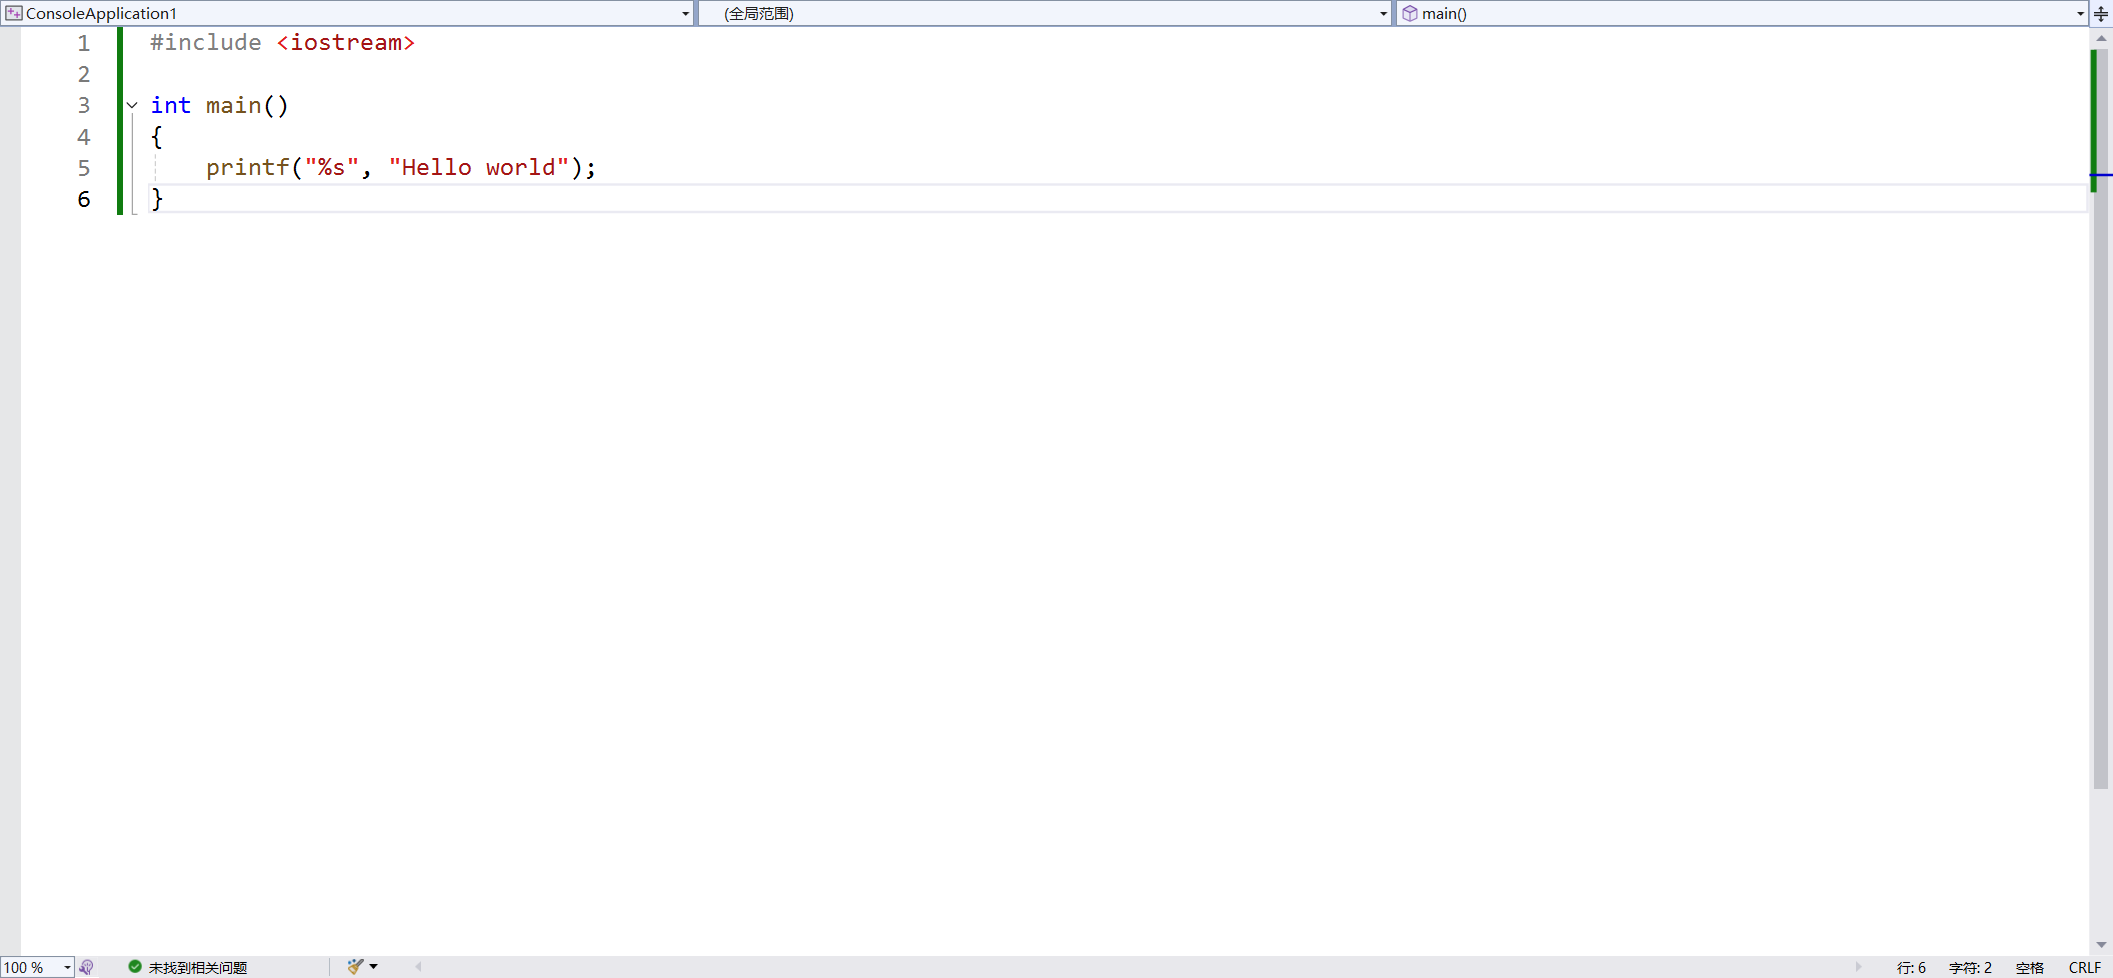 ConsoleApplication1 (全局范围) main()
1 #include <iostream>
2
3 int main()
4 {
5     printf("%s", "Hello world");
6 }
100 % 未找到相关问题 行: 6 字符: 2 空格 CRLF